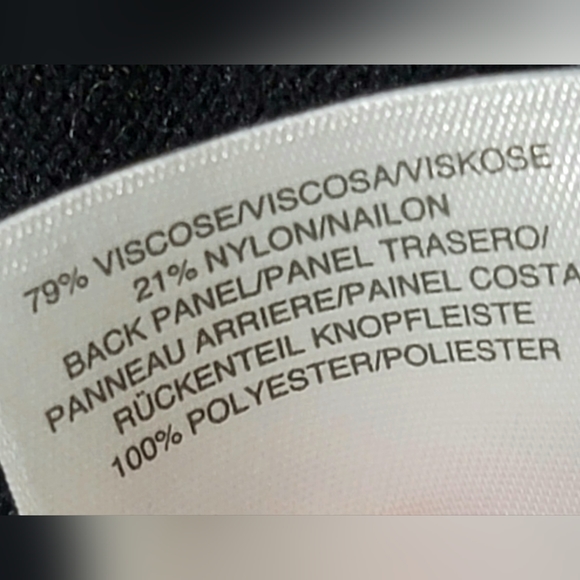 79% VISCOSE/VISCOSA/VISKOSE
21% NYLON/NAILON
BACK PANEL/PANEL TRASERO/
PANNEAU ARRIERE/PAINEL COSTA
RÜCKENTEIL KNOPFLEISTE
100% POLYESTER/POLIESTER